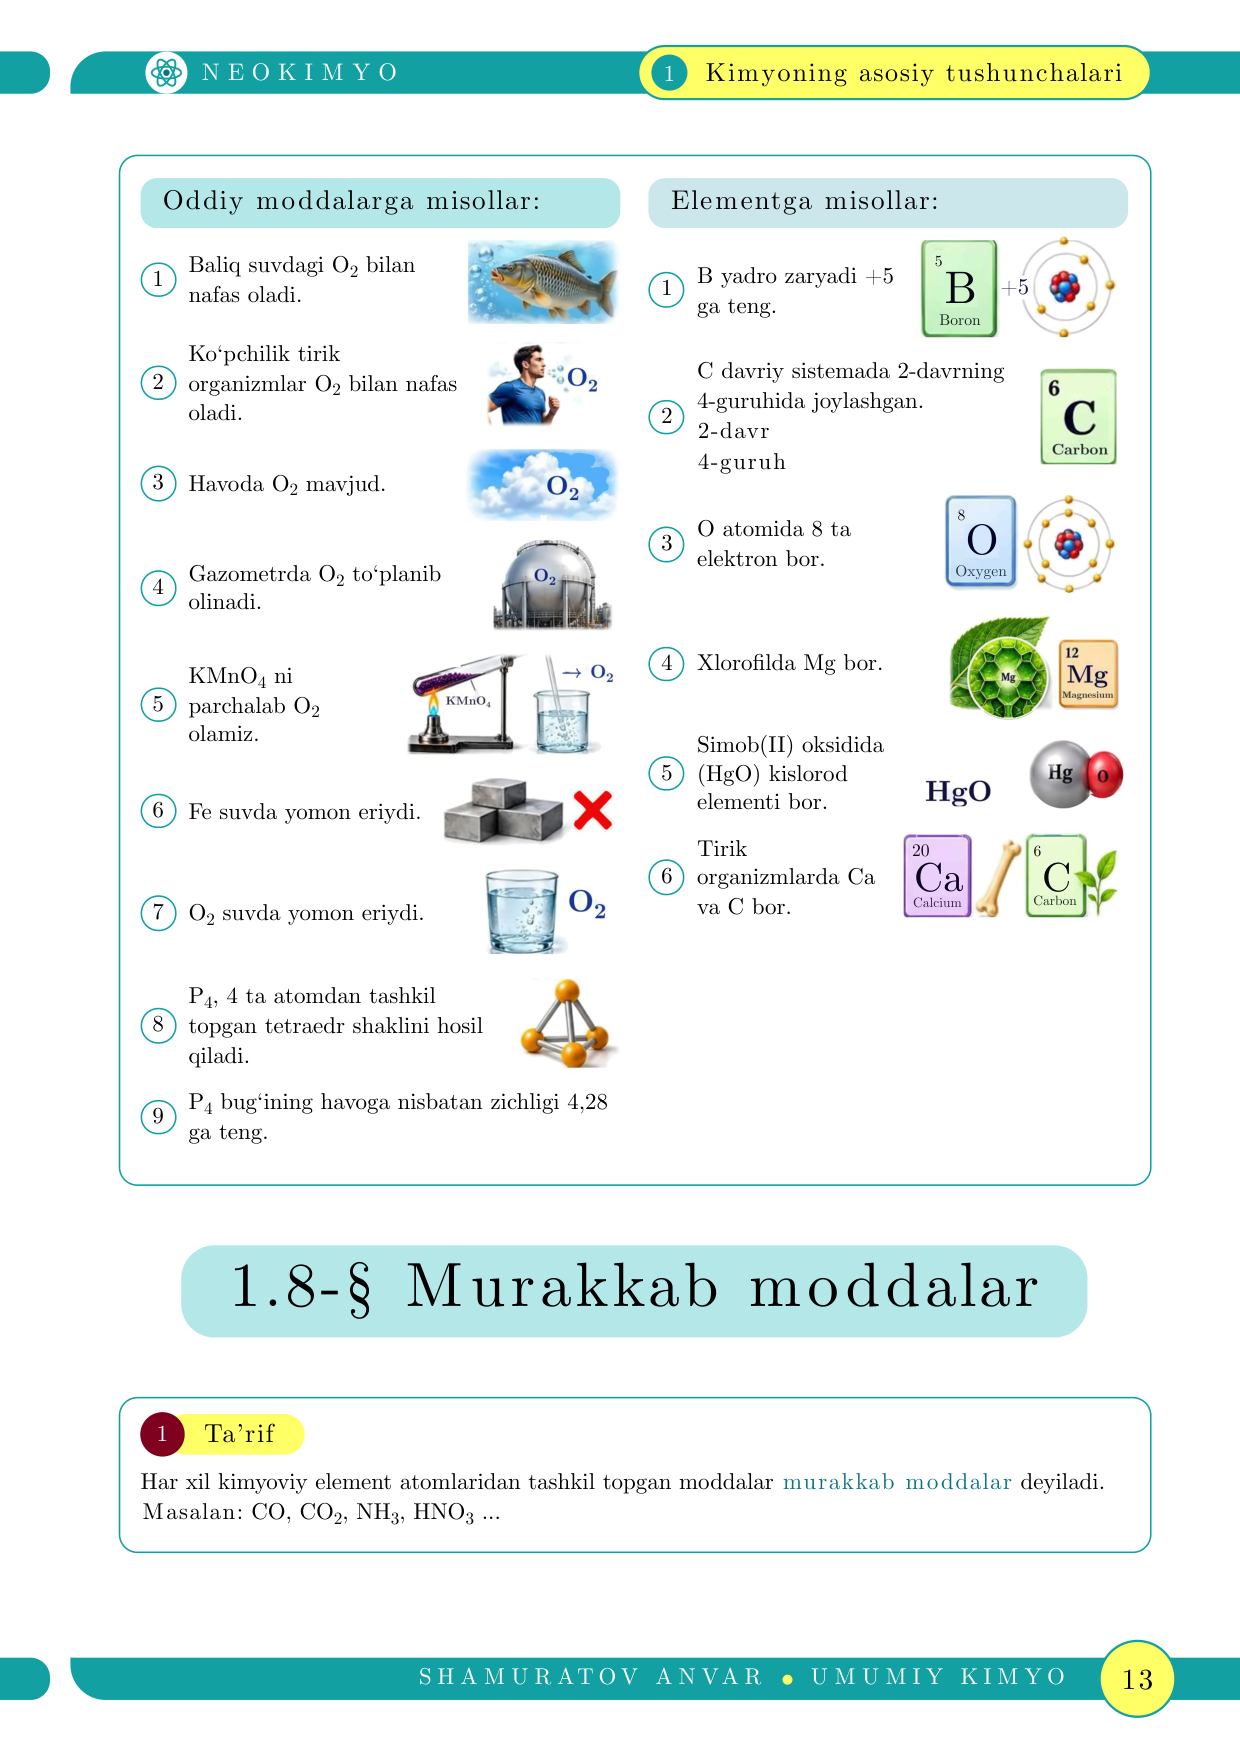 NEOKIMYO
1 Kimyoning asosiy tushunchalari
Oddiy moddalarga misollar:
1 Baliq suvdagi O₂ bilan
nafas oladi.
2 Ko‘pchilik tirik
organizmlar O₂ bilan nafas
oladi.
O₂
3 Havoda O₂ mavjud.
O₂
4 Gazometrda O₂ to‘planib
olinadi.
O₂
5 KMnO₄ ni
parchalab O₂
olamiz.
KMnO₄
→ O₂
6 Fe suvda yomon eriydi.
7 O₂ suvda yomon eriydi.
O₂
8 P₄, 4 ta atomdan tashkil
topgan tetraedr shaklini hosil
qiladi.
9 P₄ bug‘ining havoga nisbatan zichligi 4,28
ga teng.
Elementga misollar:
1 B yadro zaryadi +5
ga teng.
5
B
Boron
+5
2 C davriy sistemada 2-davrning
4-guruhida joylashgan.
2-davr
4-guruh
6
C
Carbon
3 O atomida 8 ta
elektron bor.
8
O
Oxygen
4 Xlorofilda Mg bor.
Mg
12
Mg
Magnesium
5 Simob(II) oksidida
(HgO) kislorod
elementi bor.
HgO
Hg O
6 Tirik
organizmlarda Ca
va C bor.
20
Ca
Calcium
6
C
Carbon
1.8-§ Murakkab moddalar
1 Ta’rif
Har xil kimyoviy element atomlaridan tashkil topgan moddalar murakkab moddalar deyiladi.
Masalan: CO, CO₂, NH₃, HNO₃ ...
SHAMURATOV ANVAR • UMUMIY KIMYO
13